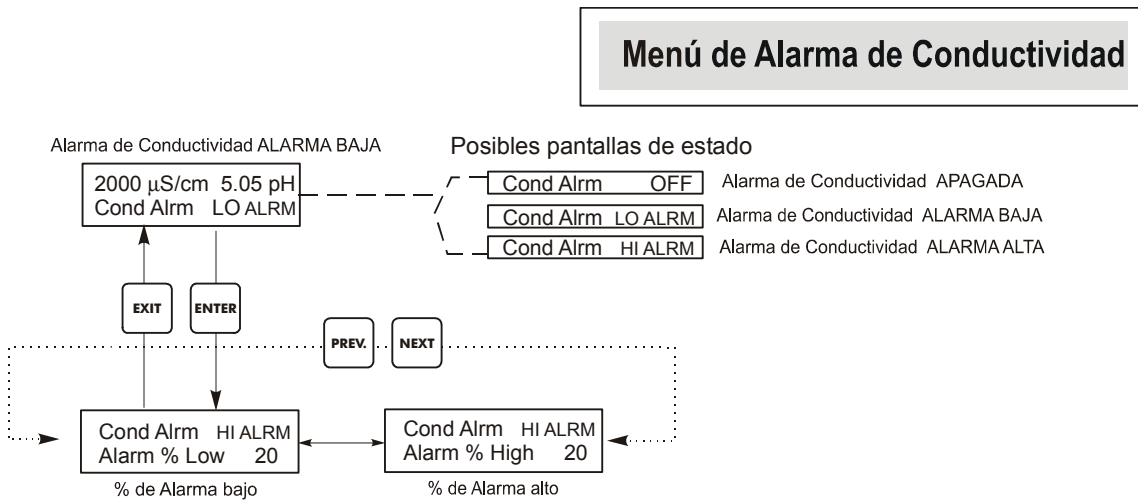 Menú de Alarma de Conductividad
Alarma de Conductividad ALARMA BAJA
2000 µS/cm 5.05 pH
Cond Alrm LO ALRM
Posibles pantallas de estado
Cond Alrm OFF
Alarma de Conductividad APAGADA
Cond Alrm LO ALRM
Alarma de Conductividad ALARMA BAJA
Cond Alrm HI ALRM
Alarma de Conductividad ALARMA ALTA
EXIT
ENTER
PREV.
NEXT
Cond Alrm HI ALRM
Alarm % Low 20
% de Alarma bajo
Cond Alrm HI ALRM
Alarm % High 20
% de Alarma alto